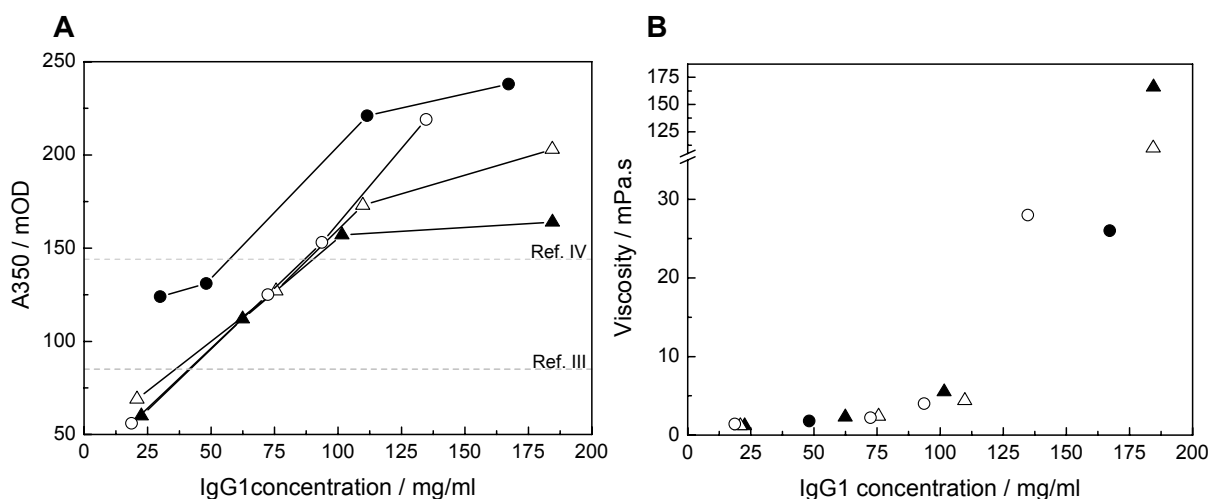 A
250
200
150
100
50
A350 / mOD
Ref. IV
Ref. III
0 25 50 75 100 125 150 175 200
IgG1concentration / mg/ml
B
175
150
125
30
20
10
0
Viscosity / mPa.s
0 25 50 75 100 125 150 175 200
IgG1 concentration / mg/ml